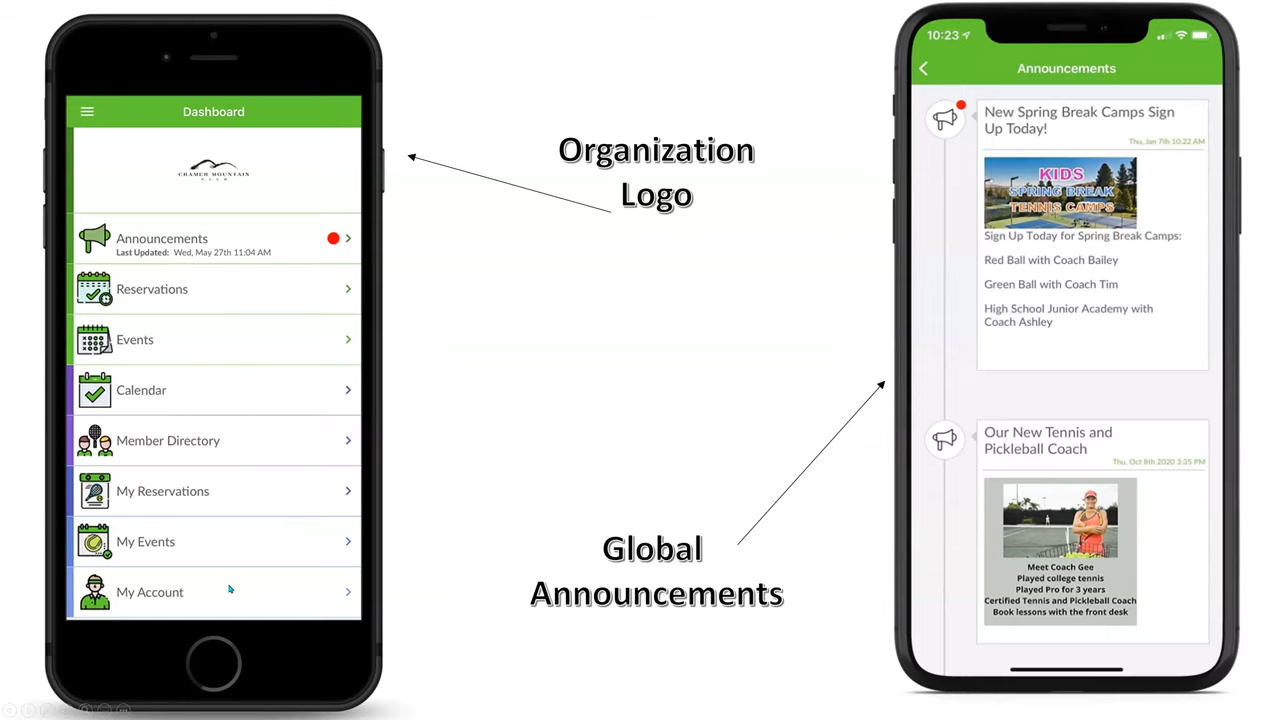 Dashboard
CRAMER MOUNTAIN
CLUB
Announcements
Last Updated: Wed, May 27th 11:04 AM
Reservations
Events
Calendar
Member Directory
My Reservations
My Events
My Account
Organization
Logo
Global
Announcements
10:23
Announcements
New Spring Break Camps Sign
Up Today!
Thu, Jan 7th 10:22 AM
KIDS
SPRING BREAK
TENNIS CAMPS
Sign Up Today for Spring Break Camps:
Red Ball with Coach Bailey
Green Ball with Coach Tim
High School Junior Academy with
Coach Ashley
Our New Tennis and
Pickleball Coach
Thu, Oct 8th 2020 3:35 PM
Meet Coach Gee
Played college tennis
Played Pro for 3 years
Certified Tennis and Pickleball Coach
Book lessons with the front desk